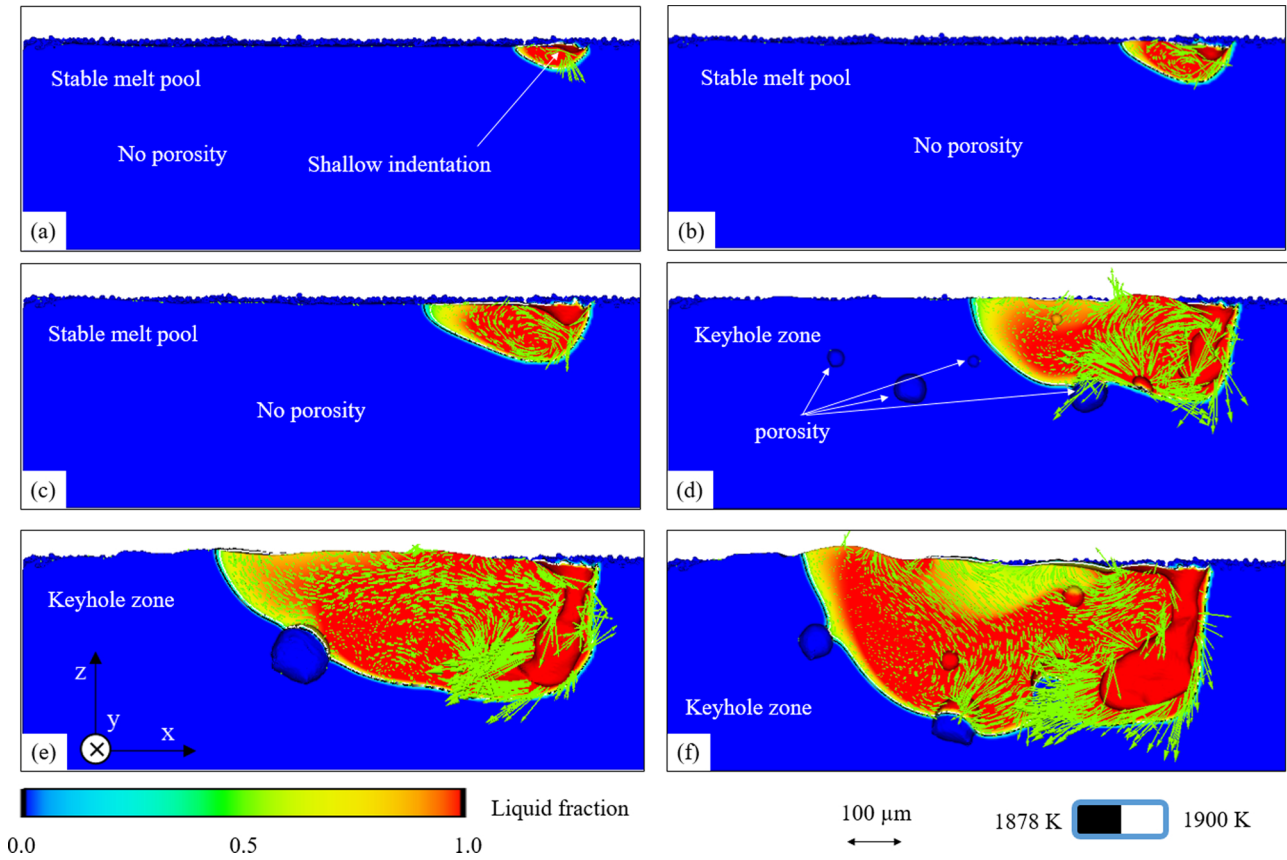 Stable melt pool
No porosity
Shallow indentation
(a)
Stable melt pool
No porosity
(b)
Stable melt pool
No porosity
(c)
Keyhole zone
porosity
(d)
Keyhole zone
z
y
x
(e)
Keyhole zone
(f)
Liquid fraction
0.0 0.5 1.0
100 µm
1878 K 1900 K